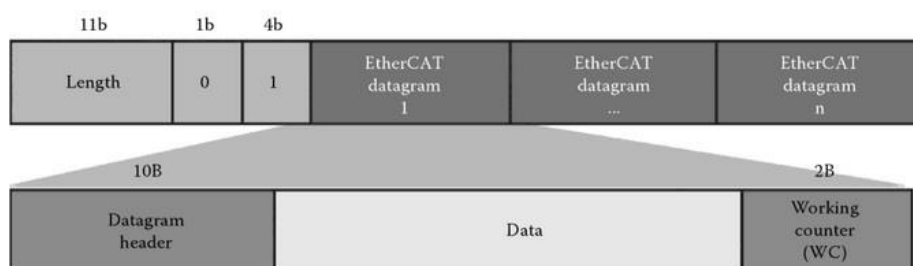 11b 1b 4b
Length 0 1 EtherCAT datagram 1 EtherCAT datagram ... EtherCAT datagram n
10B 2B
Datagram header Data Working counter (WC)